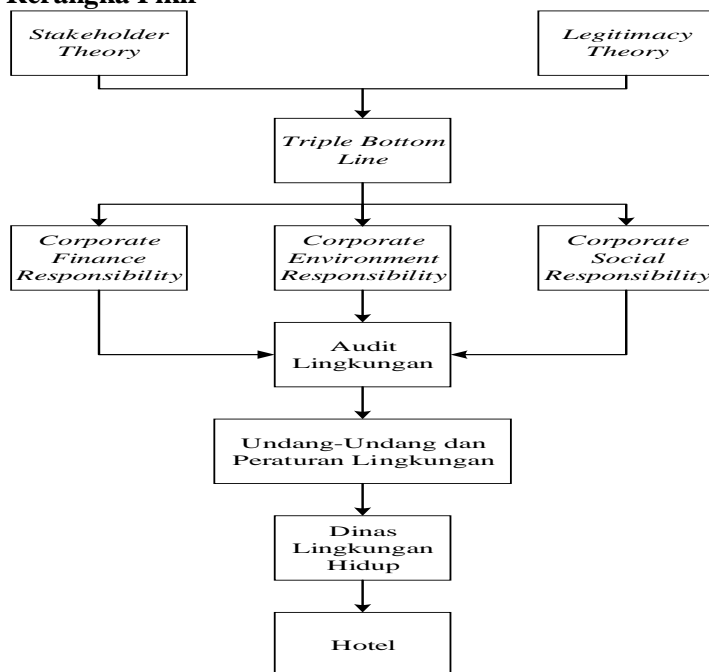 Kerangka Pikir
Stakeholder
Theory
Legitimacy
Theory
Triple Bottom
Line
Corporate
Finance
Responsibility
Corporate
Environment
Responsibility
Corporate
Social
Responsibility
Audit
Lingkungan
Undang-Undang dan
Peraturan Lingkungan
Dinas
Lingkungan
Hidup
Hotel